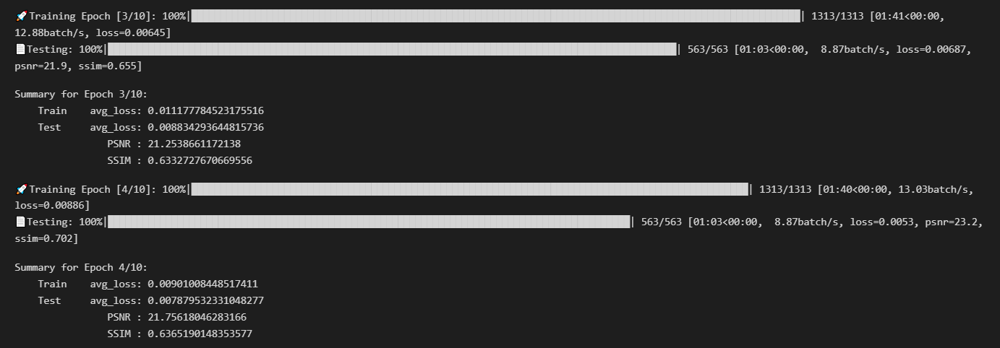 🚀Training Epoch [3/10]: 100%|██████████| 1313/1313 [01:41<00:00,
12.88batch/s, loss=0.00645]
📄Testing: 100%|██████████| 563/563 [01:03<00:00,  8.87batch/s, loss=0.00687,
psnr=21.9, ssim=0.655]
Summary for Epoch 3/10:
    Train    avg_loss: 0.011177784523175516
    Test     avg_loss: 0.008834293644815736
                PSNR : 21.2538661172138
                SSIM : 0.6332727670669556
🚀Training Epoch [4/10]: 100%|██████████| 1313/1313 [01:40<00:00, 13.03batch/s,
loss=0.00886]
📄Testing: 100%|██████████| 563/563 [01:03<00:00,  8.87batch/s, loss=0.0053, psnr=23.2,
ssim=0.702]
Summary for Epoch 4/10:
    Train    avg_loss: 0.00901008448517411
    Test     avg_loss: 0.007879532331048277
                PSNR : 21.75618046283166
                SSIM : 0.6365190148353577